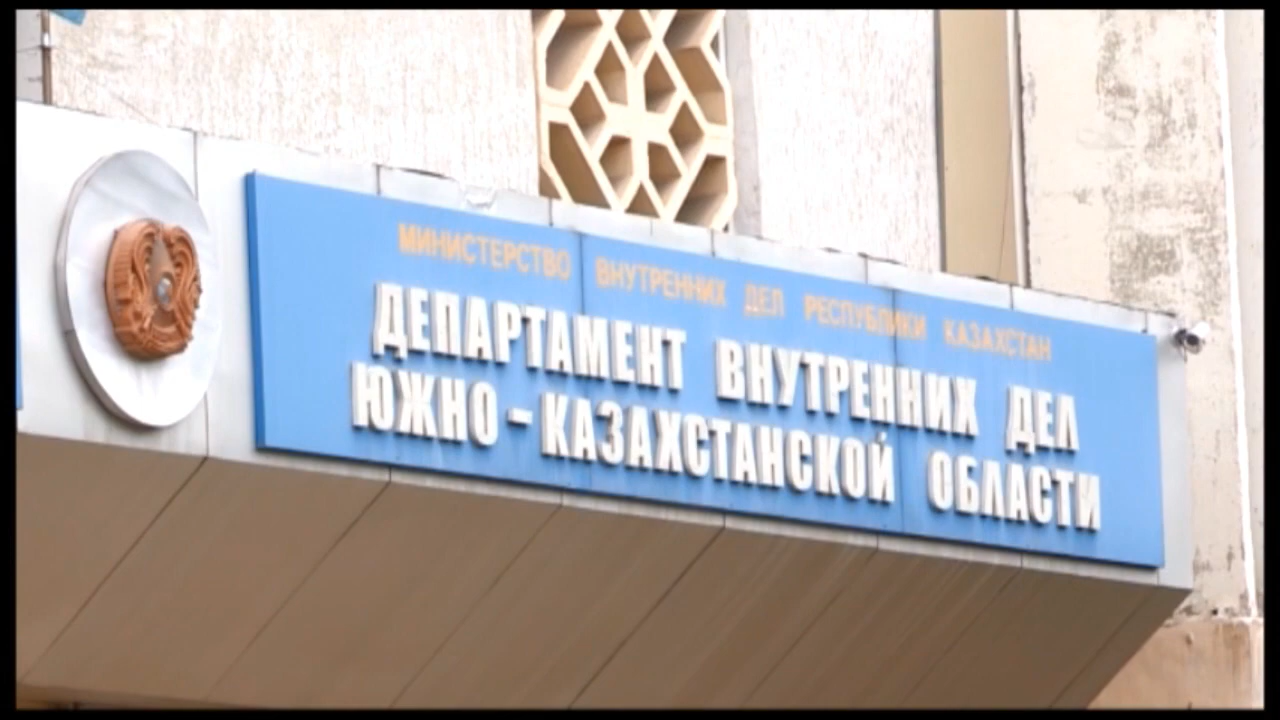 МИНИСТЕРСТВО ВНУТРЕННИХ ДЕЛ РЕСПУБЛИКИ КАЗАХСТАН
ДЕПАРТАМЕНТ ВНУТРЕННИХ ДЕЛ
ЮЖНО - КАЗАХСТАНСКОЙ ОБЛАСТИ